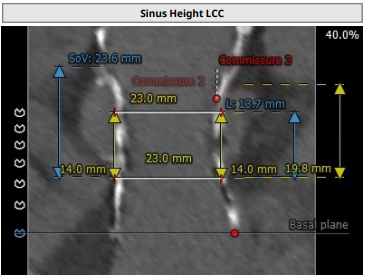 Sinus Height LCC
40.0%
SoV: 23.6 mm
Commissure 3
Commissure 2
23.0 mm
L: 13.7 mm
23.0 mm
14.0 mm
14.0 mm
19.8 mm
Basal plane